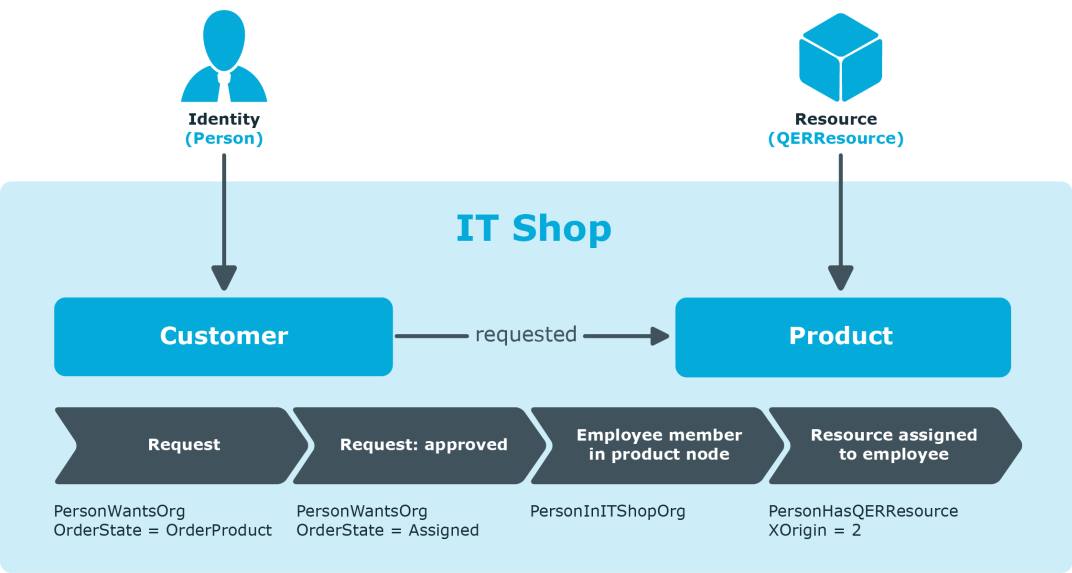 Identity
(Person)
Resource
(QERResource)
IT Shop
Customer
requested
Product
Request
Request: approved
Employee member
in product node
Resource assigned
to employee
PersonWantsOrg
OrderState = OrderProduct
PersonWantsOrg
OrderState = Assigned
PersonInITShopOrg
PersonHasQERResource
XOrigin = 2